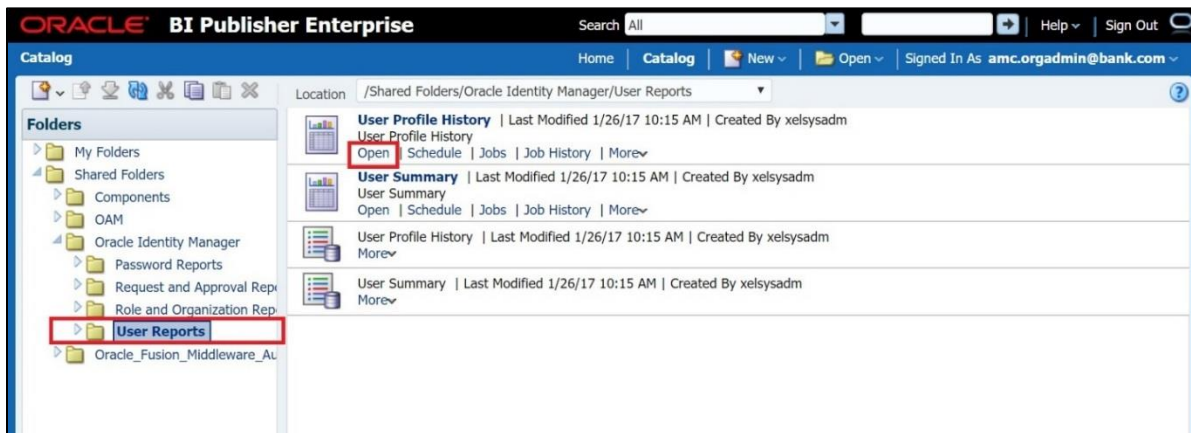 ORACLE BI Publisher Enterprise Search All Help Sign Out
Catalog Home Catalog New Open Signed In As amc.orgadmin@bank.com
Location /Shared Folders/Oracle Identity Manager/User Reports
Folders
My Folders
Shared Folders
Components
OAM
Oracle Identity Manager
Password Reports
Request and Approval Repo
Role and Organization Rep
User Reports
Oracle_Fusion_Middleware_Au
User Profile History | Last Modified 1/26/17 10:15 AM | Created By xelsysadm
User Profile History
Open | Schedule | Jobs | Job History | More
User Summary | Last Modified 1/26/17 10:15 AM | Created By xelsysadm
User Summary
Open | Schedule | Jobs | Job History | More
User Profile History | Last Modified 1/26/17 10:15 AM | Created By xelsysadm
More
User Summary | Last Modified 1/26/17 10:15 AM | Created By xelsysadm
More